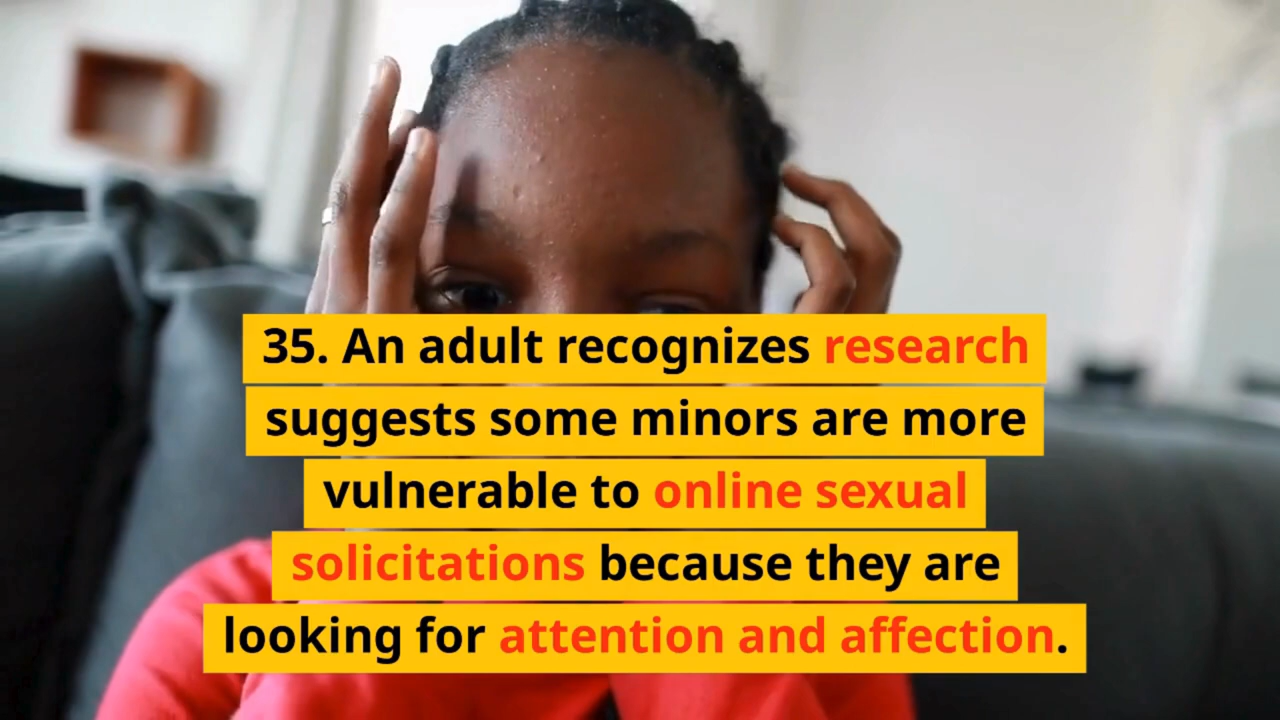 35. An adult recognizes research
suggests some minors are more
vulnerable to online sexual
solicitations because they are
looking for attention and affection.